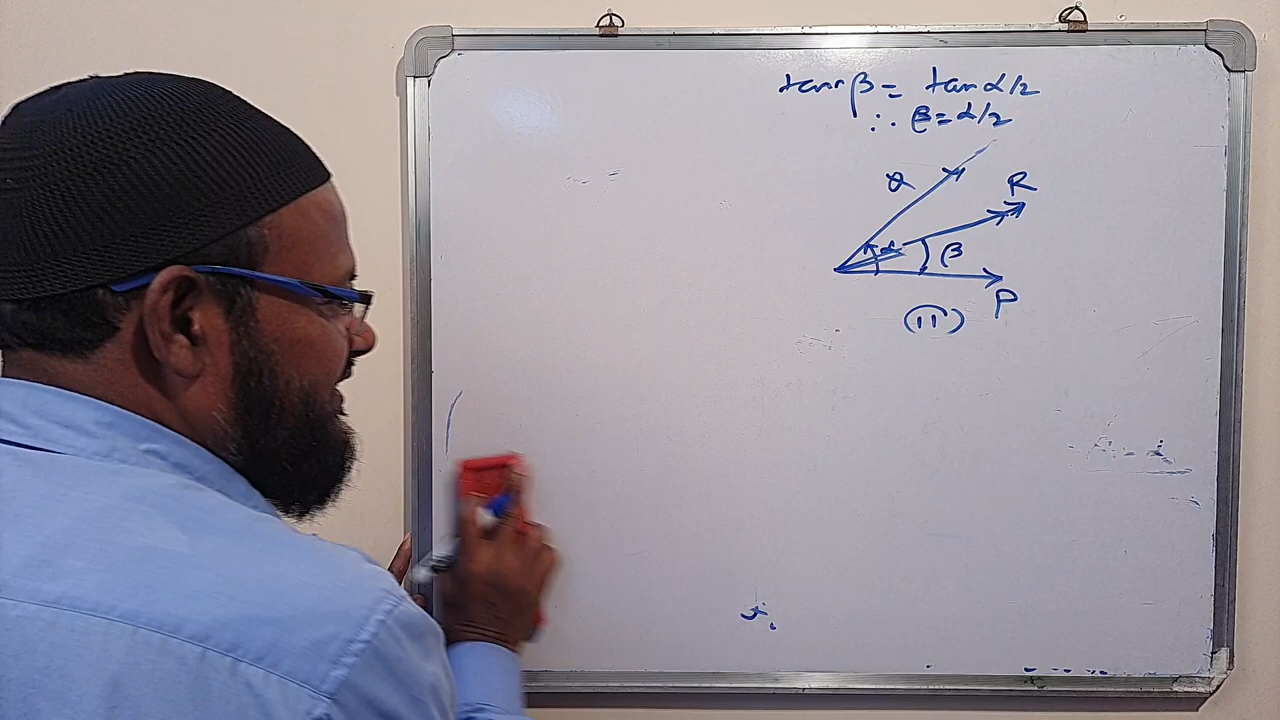 tan β = tan α/2
∴ β = α/2
Q
R
α
β
P
(II)